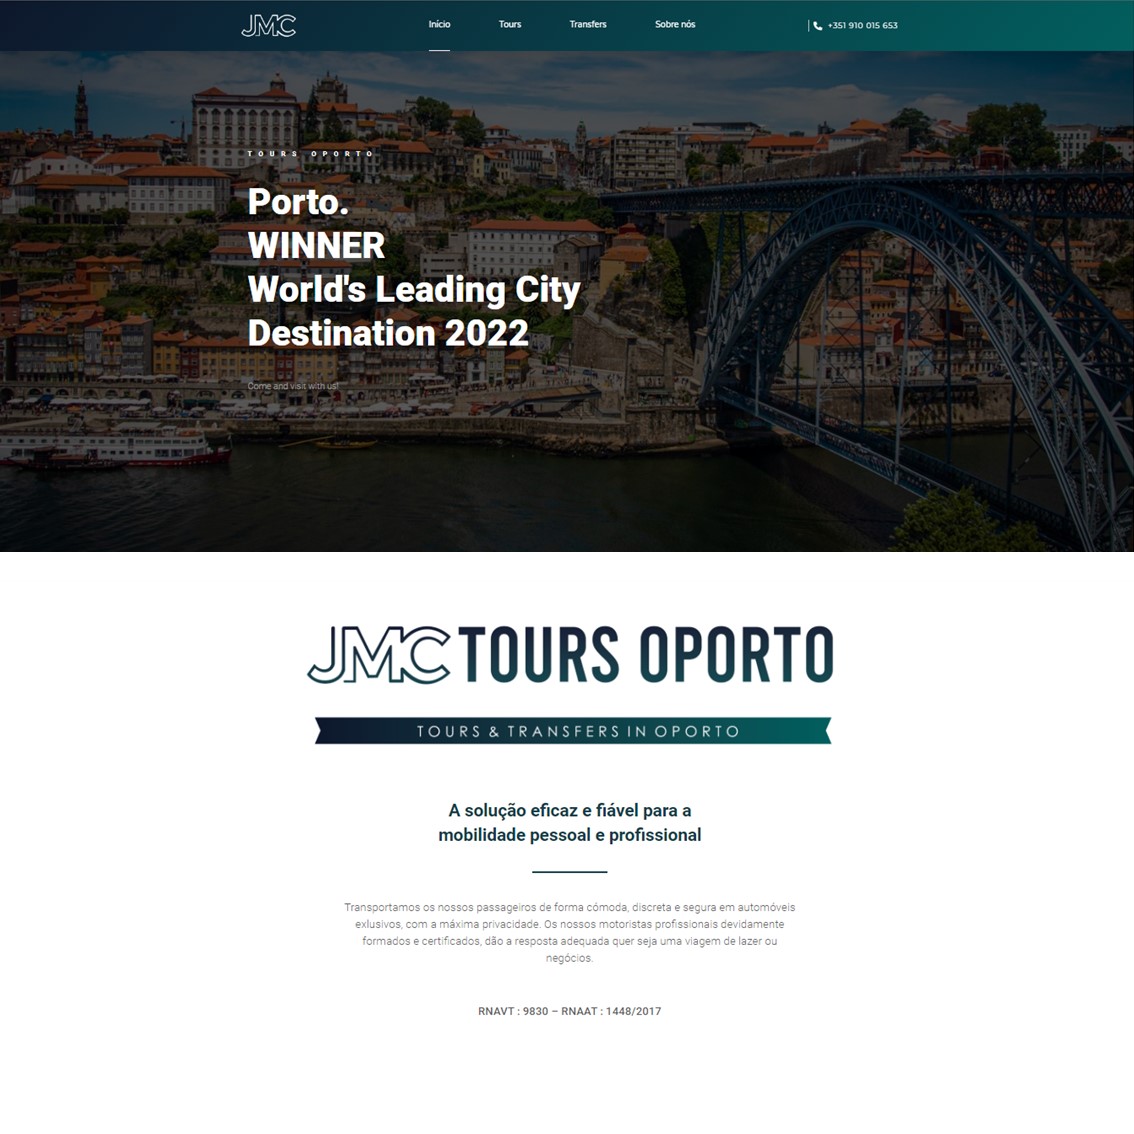 JMC
Início
Tours
Transfers
Sobre nós
+351 910 015 653
TOURS OPORTO
Porto.
WINNER
World's Leading City
Destination 2022
Come and visit with us!
JMC TOURS OPORTO
TOURS & TRANSFERS IN OPORTO
A solução eficaz e fiável para a
mobilidade pessoal e profissional
Transportamos os nossos passageiros de forma cómoda, discreta e segura em automóveis
exlusivos, com a máxima privacidade. Os nossos motoristas profissionais devidamente
formados e certificados, dão a resposta adequada quer seja uma viagem de lazer ou
negócios.
RNAVT : 9830 – RNAAT : 1448/2017